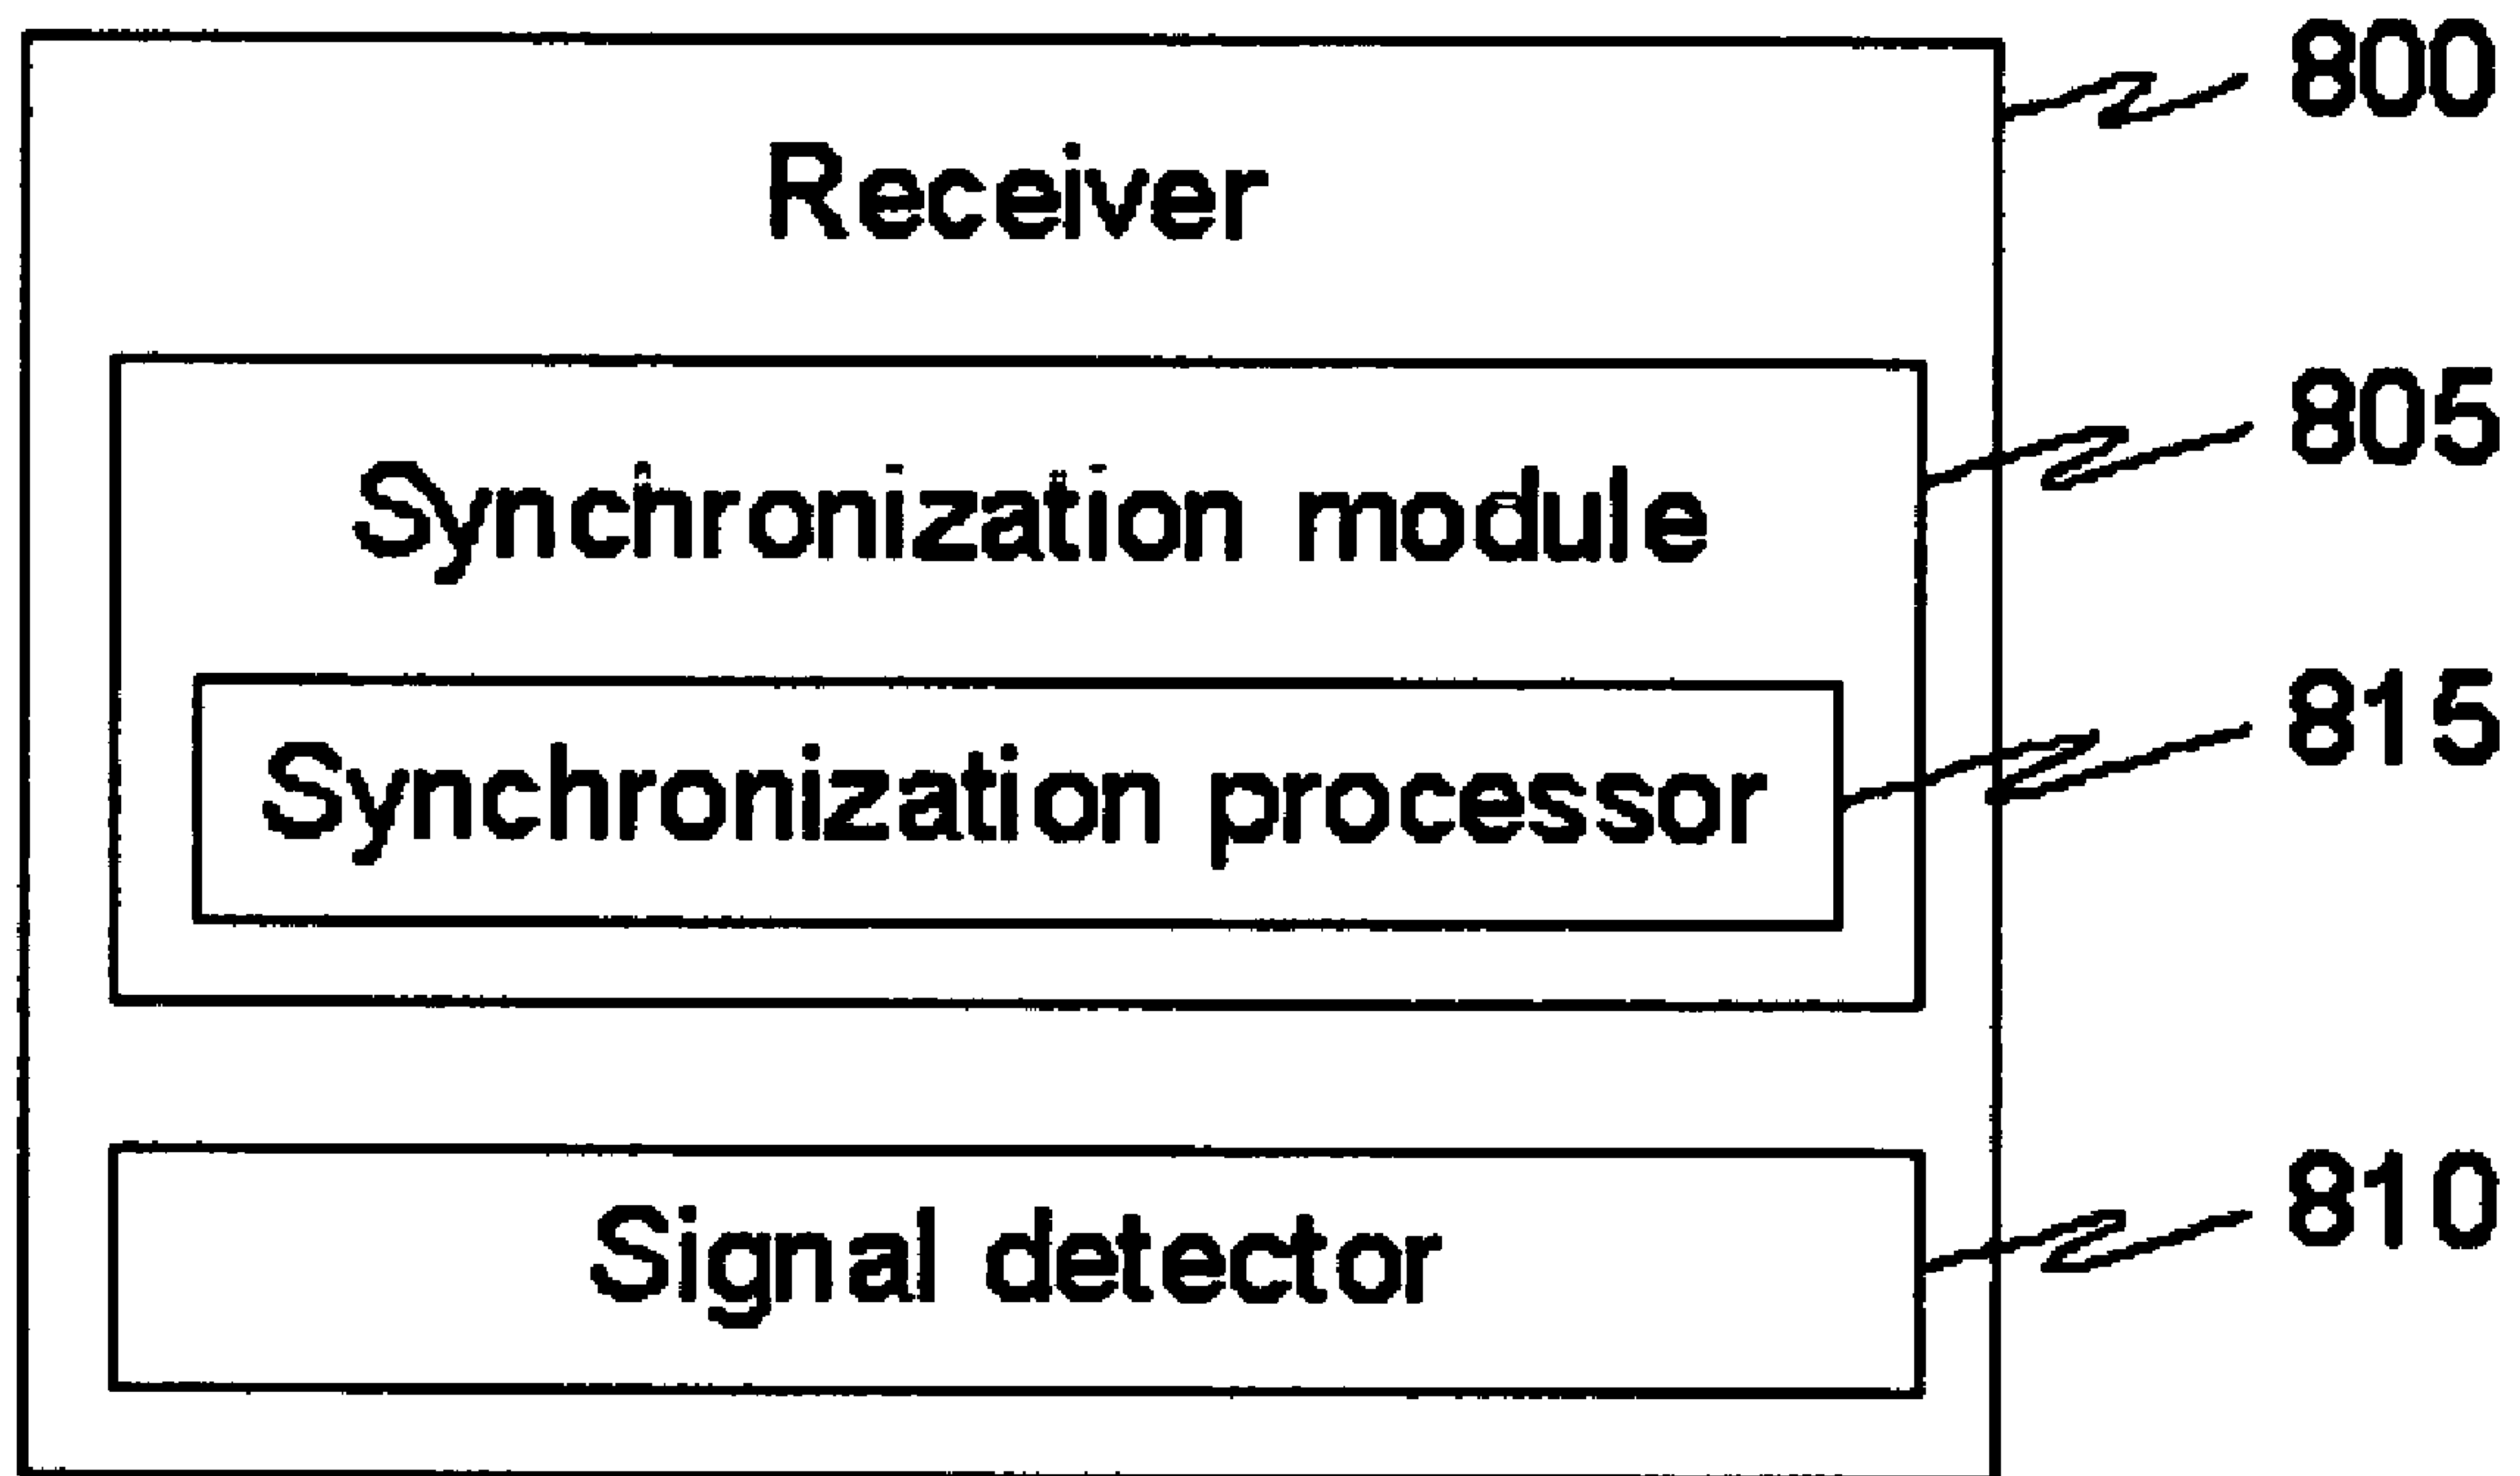 800
Receiver
805
Synchronization module
815
Synchronization processor
810
Signal detector